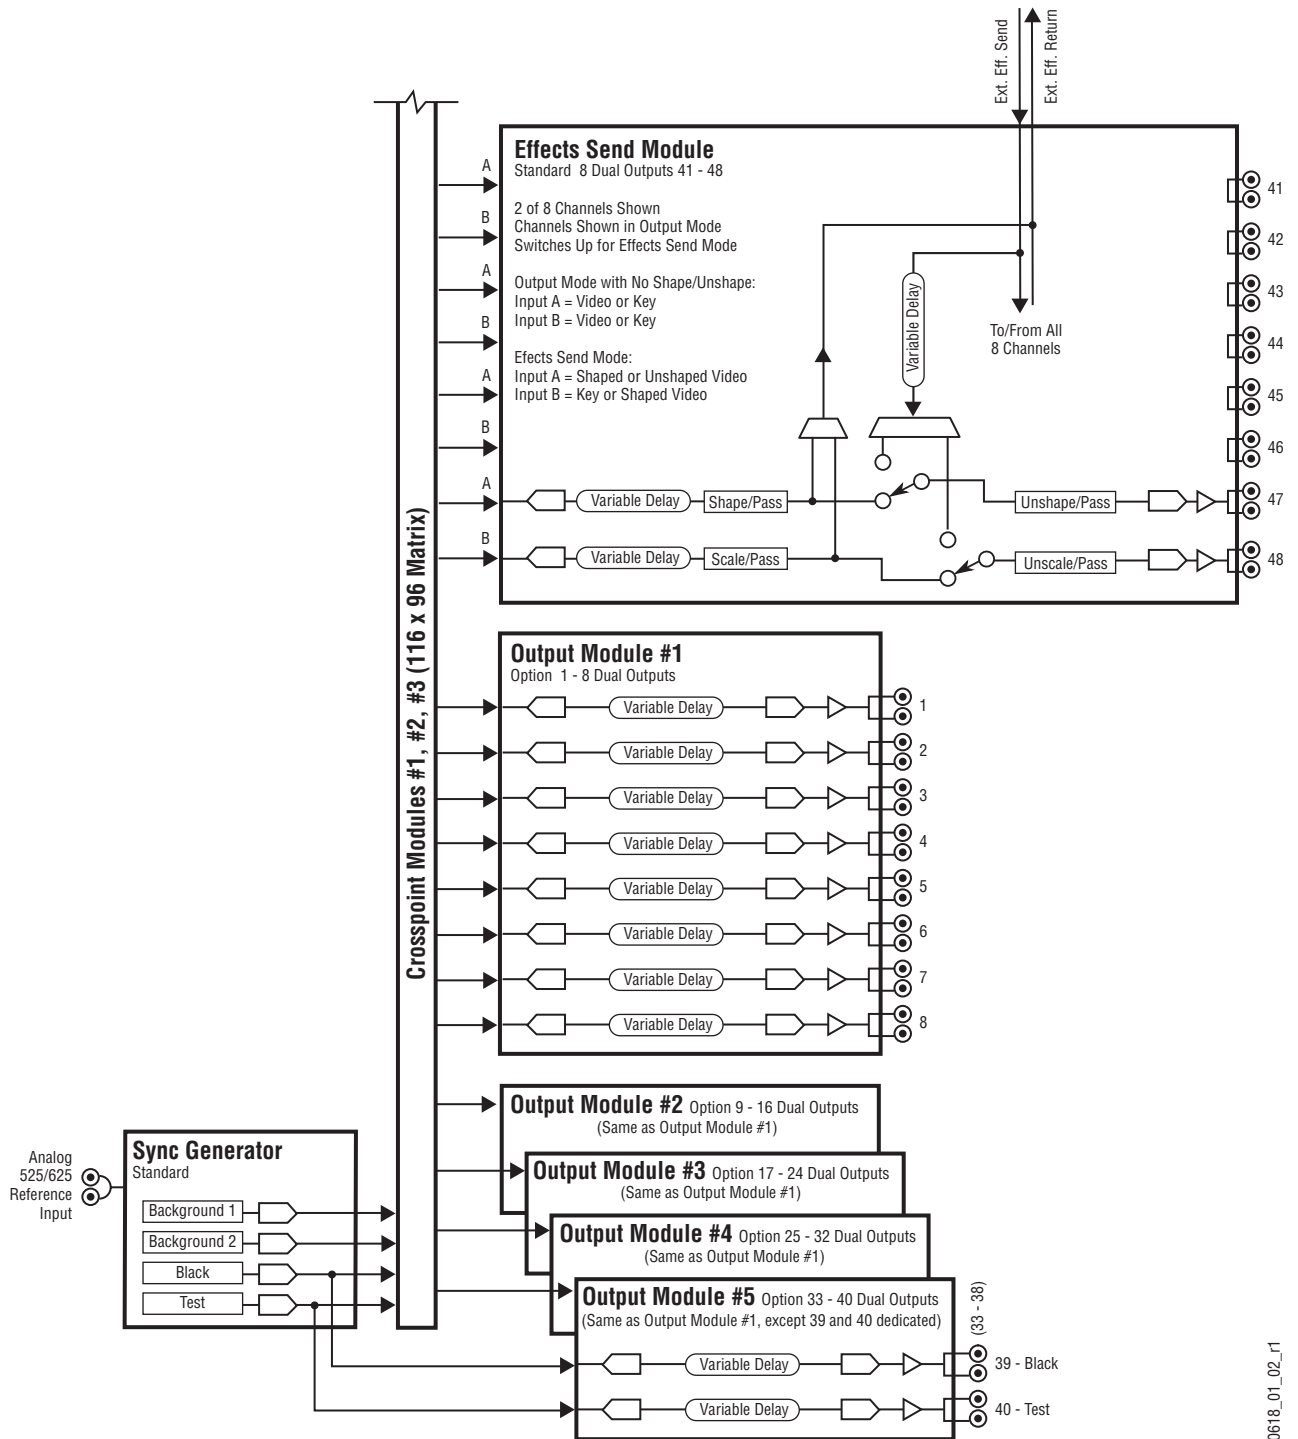 Ext. Eff. Send
Ext. Eff. Return
Crosspoint Modules #1, #2, #3 (116 x 96 Matrix)
Effects Send Module
Standard 8 Dual Outputs 41 - 48
2 of 8 Channels Shown
Channels Shown in Output Mode
Switches Up for Effects Send Mode
Output Mode with No Shape/Unshape:
Input A = Video or Key
Input B = Video or Key
Efects Send Mode:
Input A = Shaped or Unshaped Video
Input B = Key or Shaped Video
A
B
A
B
A
B
A
B
Variable Delay
To/From All
8 Channels
Variable Delay
Shape/Pass
Unshape/Pass
Variable Delay
Scale/Pass
Unscale/Pass
41
42
43
44
45
46
47
48
Output Module #1
Option 1 - 8 Dual Outputs
Variable Delay
1
Variable Delay
2
Variable Delay
3
Variable Delay
4
Variable Delay
5
Variable Delay
6
Variable Delay
7
Variable Delay
8
Output Module #2 Option 9 - 16 Dual Outputs
(Same as Output Module #1)
Output Module #3 Option 17 - 24 Dual Outputs
(Same as Output Module #1)
Output Module #4 Option 25 - 32 Dual Outputs
(Same as Output Module #1)
Output Module #5 Option 33 - 40 Dual Outputs
(Same as Output Module #1, except 39 and 40 dedicated)
(33 - 38)
Variable Delay
39 - Black
Variable Delay
40 - Test
Analog
525/625
Reference
Input
Sync Generator
Standard
Background 1
Background 2
Black
Test
0618_01_02_r1